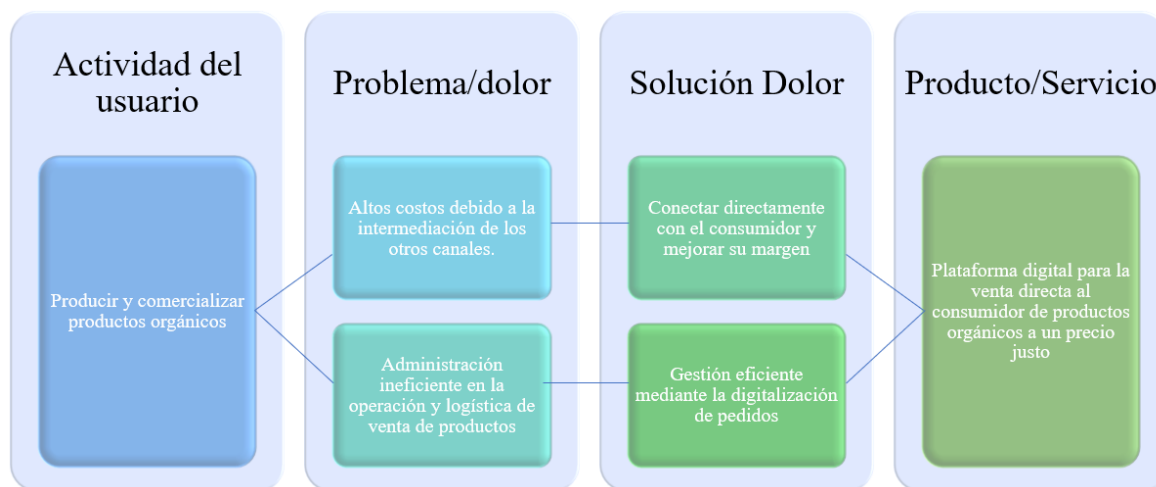 Actividad del
usuario
Problema/dolor
Solución Dolor
Producto/Servicio
Producir y comercializar
productos orgánicos
Altos costos debido a la
intermediación de los
otros canales.
Administración
ineficiente en la
operación y logística de
venta de productos
Conectar directamente
con el consumidor y
mejorar su margen
Gestión eficiente
mediante la digitalización
de pedidos
Plataforma digital para la
venta directa al
consumidor de productos
orgánicos a un precio
justo